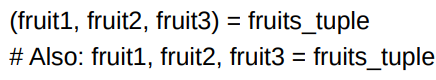 (fruit1, fruit2, fruit3) = fruits_tuple
# Also: fruit1, fruit2, fruit3 = fruits_tuple